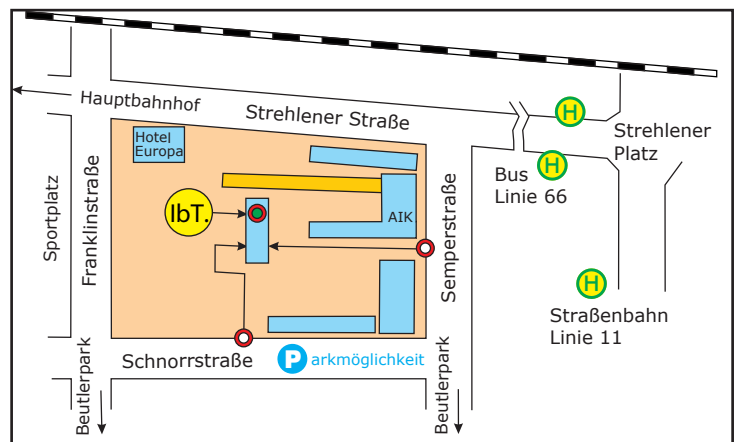 Hauptbahnhof
Strehlener Straße
H
Strehlener
Platz
Hotel
Europa
H
Bus
Linie 66
Sportplatz
Franklinstraße
IbT.
AIK
Semperstraße
H
Straßenbahn
Linie 11
Schnorrstraße
P arkmöglichkeit
Beutlerpark
Beutlerpark